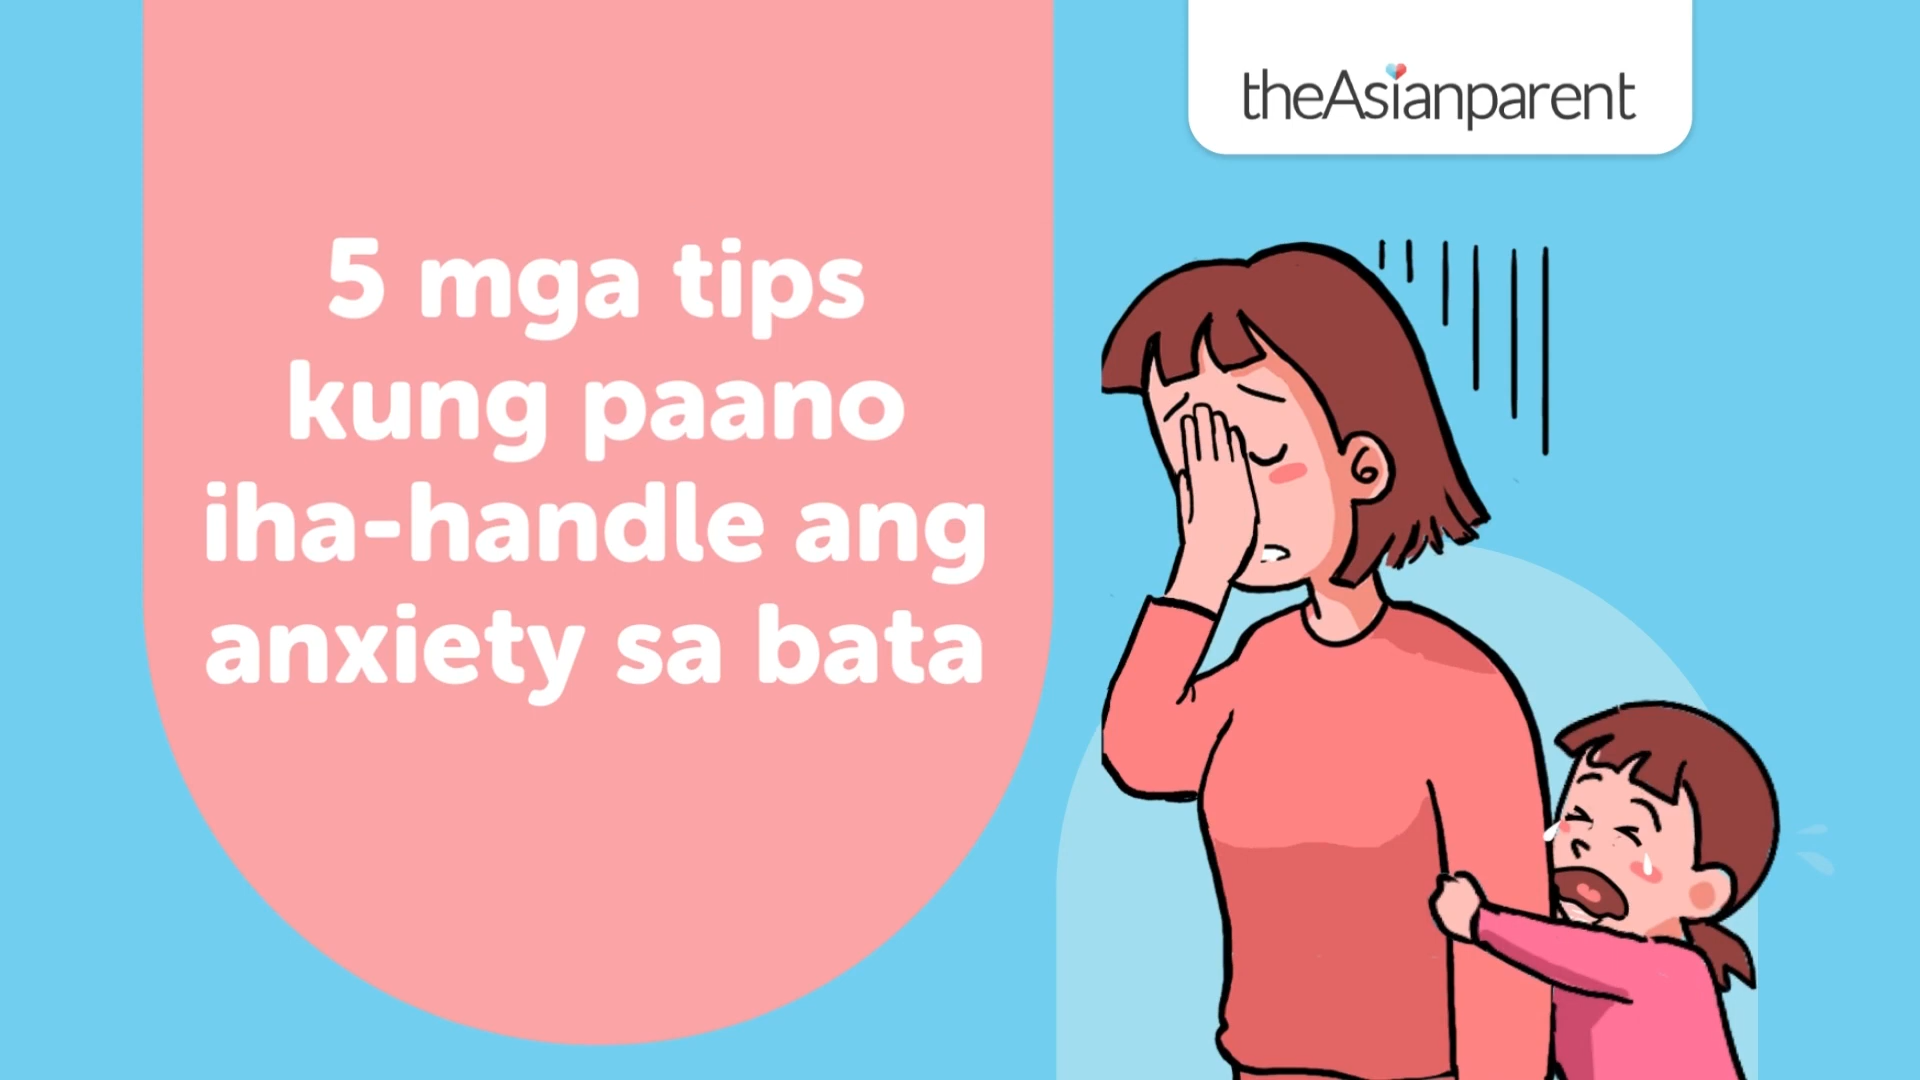 theAsianparent
5 mga tips
kung paano
iha-handle ang
anxiety sa bata